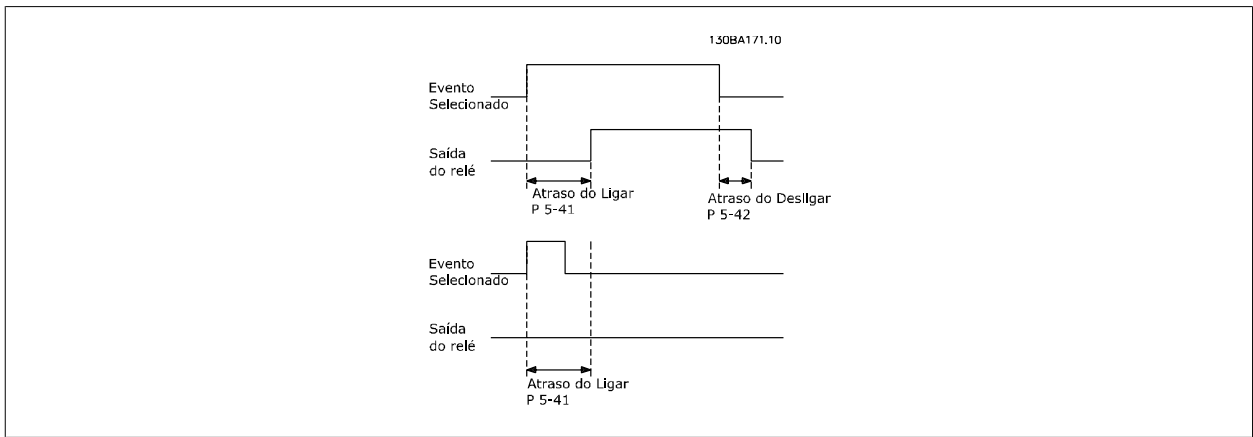 130BA171.10
Evento
Selecionado
Saída
do relé
Atraso do Ligar
P 5-41
Atraso do Desligar
P 5-42
Evento
Selecionado
Saída
do relé
Atraso do Ligar
P 5-41